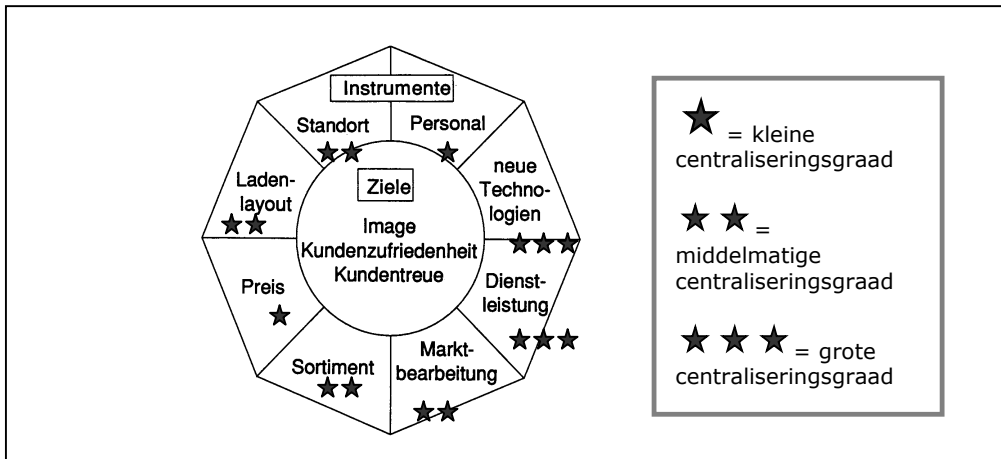 Instrumente
Standort
Personal
neue
Techno-
logien
Dienst-
leistung
Markt-
bearbeitung
Sortiment
Preis
Laden-
layout
Ziele
Image
Kundenzufriedenheit
Kundentreue
= kleine
centraliseringsgraad
=
middelmatige
centraliseringsgraad
= grote
centraliseringsgraad